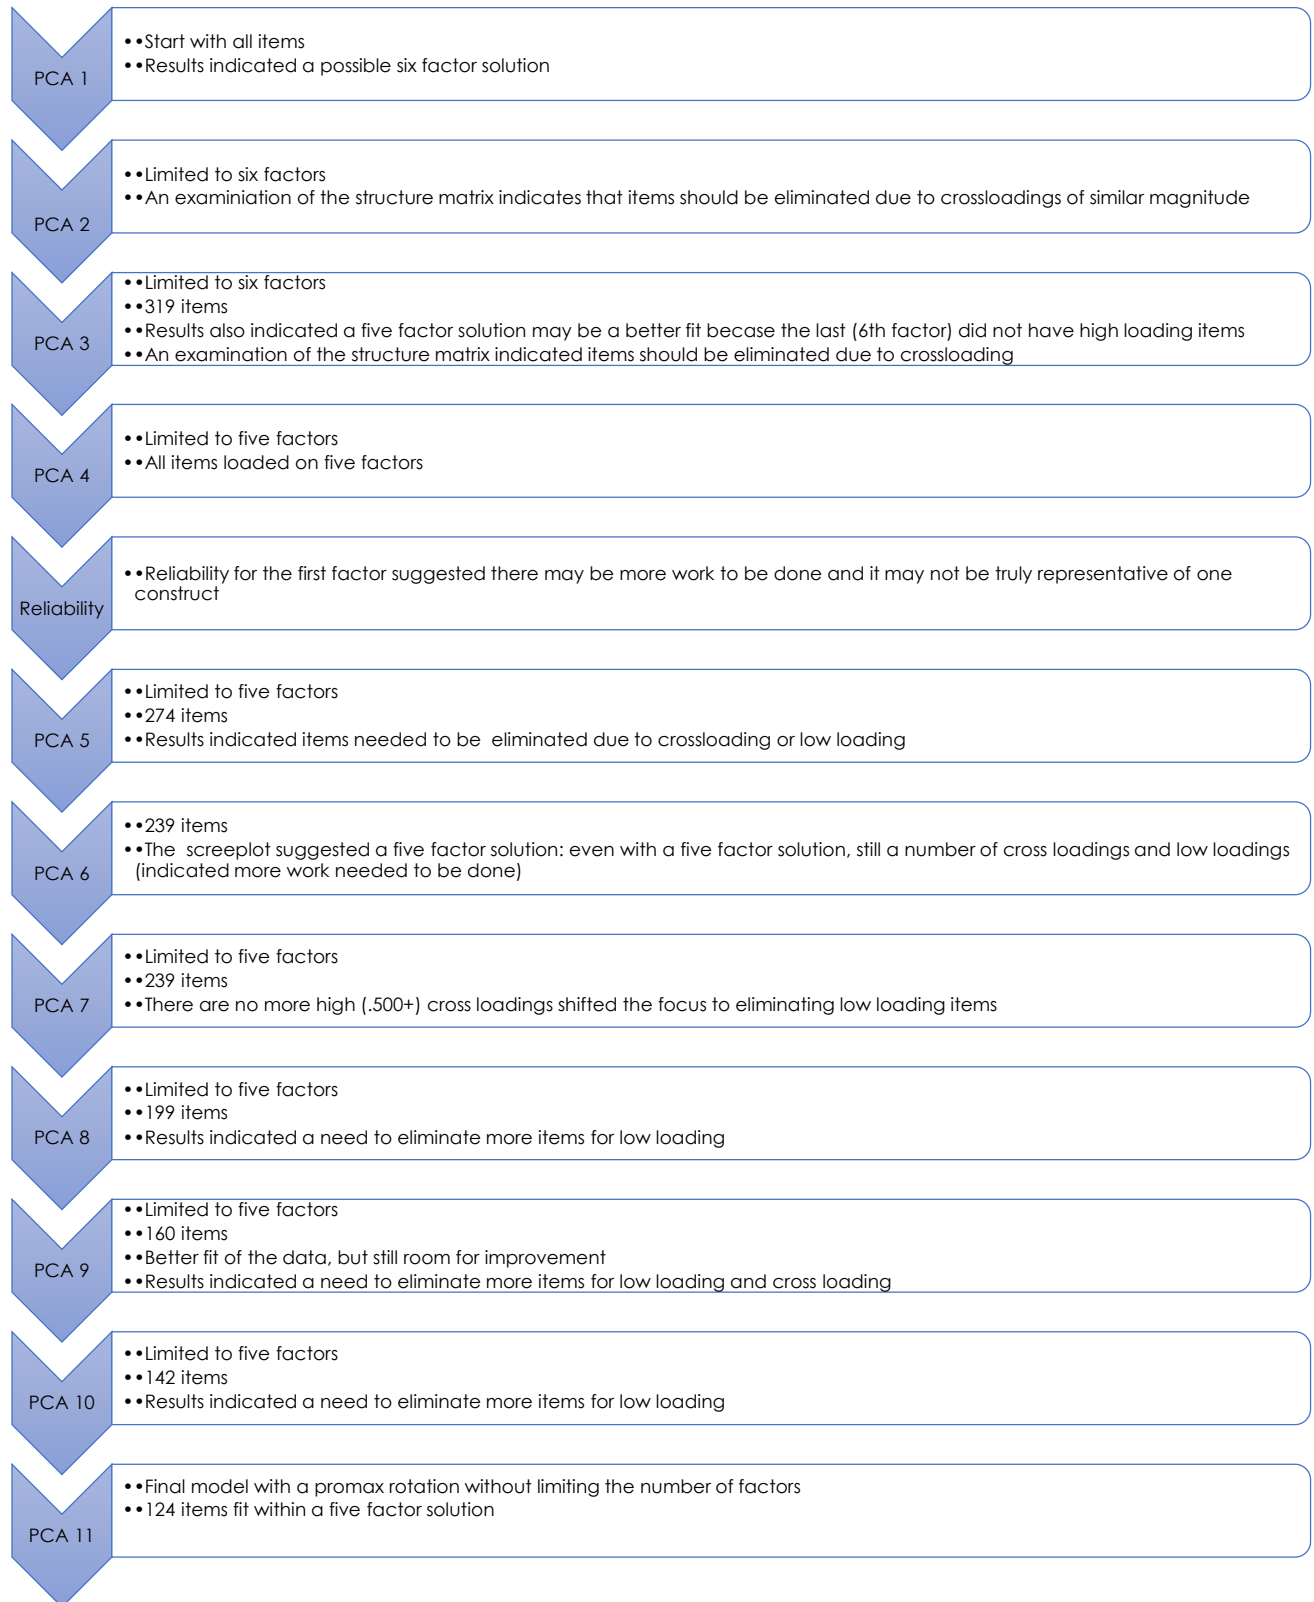 PCA 1
••Start with all items
••Results indicated a possible six factor solution
PCA 2
••Limited to six factors
••An examiniation of the structure matrix indicates that items should be eliminated due to crossloadings of similar magnitude
PCA 3
••Limited to six factors
••319 items
••Results also indicated a five factor solution may be a better fit becase the last (6th factor) did not have high loading items
••An examination of the structure matrix indicated items should be eliminated due to crossloading
PCA 4
••Limited to five factors
••All items loaded on five factors
Reliability
••Reliability for the first factor suggested there may be more work to be done and it may not be truly representative of one
construct
PCA 5
••Limited to five factors
••274 items
••Results indicated items needed to be  eliminated due to crossloading or low loading
PCA 6
••239 items
••The  screeplot suggested a five factor solution: even with a five factor solution, still a number of cross loadings and low loadings
(indicated more work needed to be done)
PCA 7
••Limited to five factors
••239 items
••There are no more high (.500+) cross loadings shifted the focus to eliminating low loading items
PCA 8
••Limited to five factors
••199 items
••Results indicated a need to eliminate more items for low loading
PCA 9
••Limited to five factors
••160 items
••Better fit of the data, but still room for improvement
••Results indicated a need to eliminate more items for low loading and cross loading
PCA 10
••Limited to five factors
••142 items
••Results indicated a need to eliminate more items for low loading
PCA 11
••Final model with a promax rotation without limiting the number of factors
••124 items fit within a five factor solution